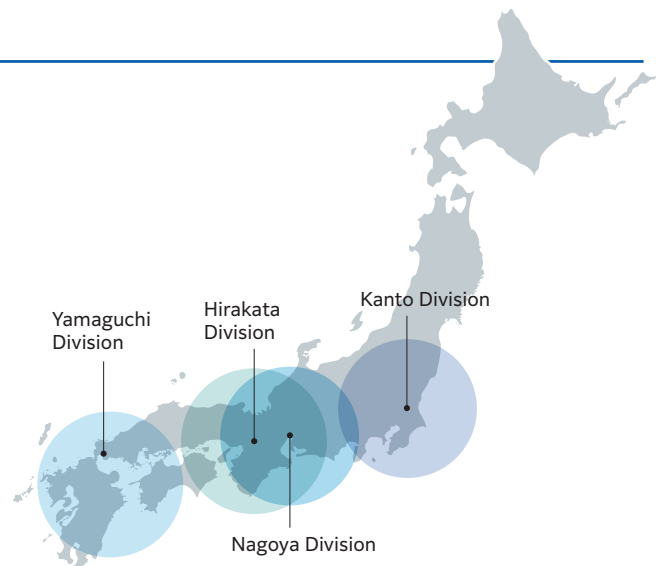 Kanto Division
Hirakata
Division
Yamaguchi
Division
Nagoya Division